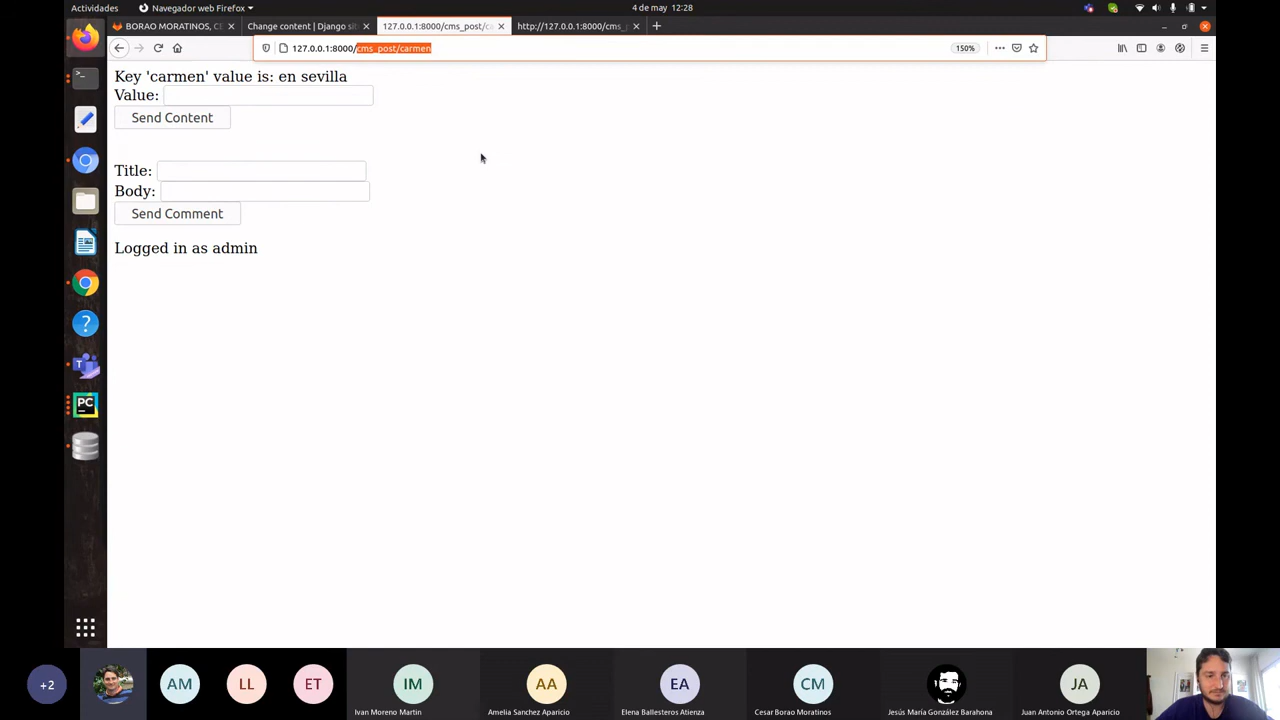 Actividades
Navegador web Firefox
4 de may 12:28
BORAO MORATINOS, CE
Change content | Django sit
127.0.0.1:8000/cms_post/ca
http://127.0.0.1:8000/cms_p
127.0.0.1:8000/cms_post/carmen
150%
Key 'carmen' value is: en sevilla
Value:
Send Content
Title:
Body:
Send Comment
Logged in as admin
PC
+2
AM
LL
ET
IM
AA
EA
CM
JA
Ivan Moreno Martin
Amelia Sanchez Aparicio
Elena Ballesteros Atienza
Cesar Borao Moratinos
Jesús María González Barahona
Juan Antonio Ortega Aparicio